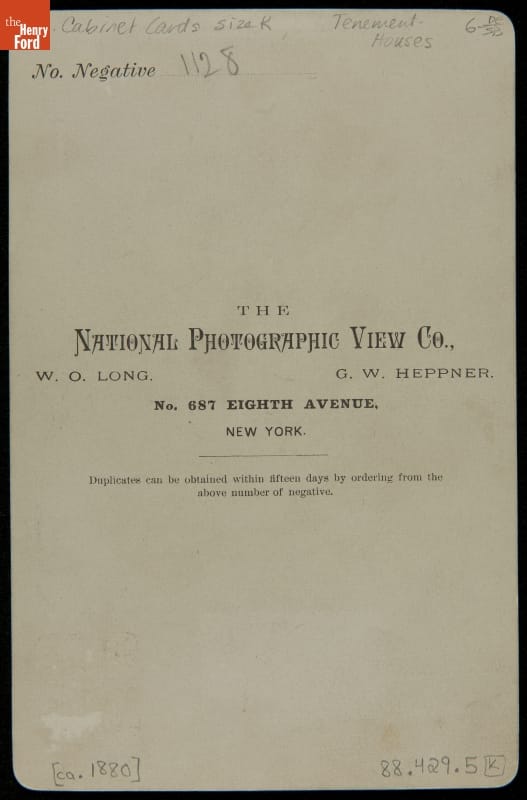 the
Henry
Ford
Cabinet Cards size K, Tenement-
Houses
No. Negative 1128
THE
NATIONAL PHOTOGRAPHIC VIEW CO.,
W. O. LONG. G. W. HEPPNER.
No. 687 EIGHTH AVENUE,
NEW YORK.
Duplicates can be obtained within fifteen days by ordering from the
above number of negative.
[ca. 1880] 88.429.5 K